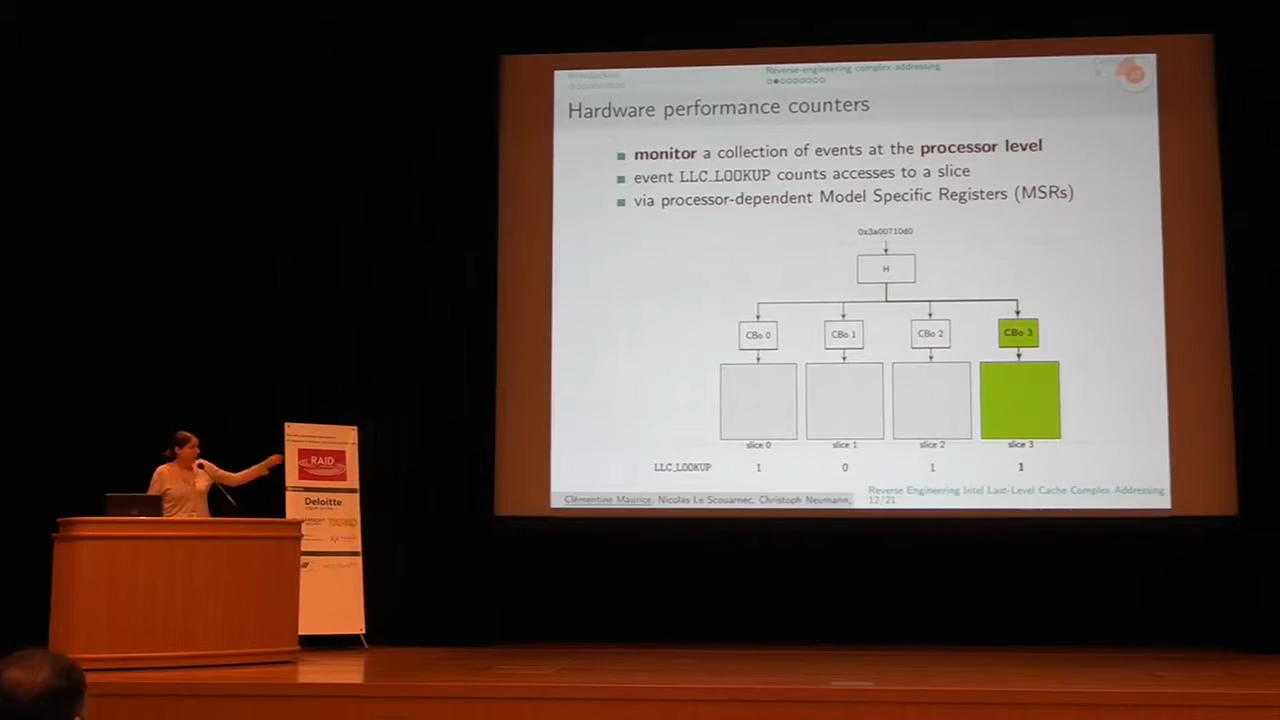 Introduction
Reverse-engineering complex addressing
Hardware performance counters
monitor a collection of events at the processor level
event LLC_LOOKUP counts accesses to a slice
via processor-dependent Model Specific Registers (MSRs)
0x3a00710d0
H
CBo 0 CBo 1 CBo 2 CBo 3
slice 0 slice 1 slice 2 slice 3
LLC_LOOKUP 1 0 1 1
Clémentine Maurice, Nicolas Le Scouarnec, Christoph Neumann,
Reverse Engineering Intel Last-Level Cache Complex Addressing
12/21
RAID
Deloitte